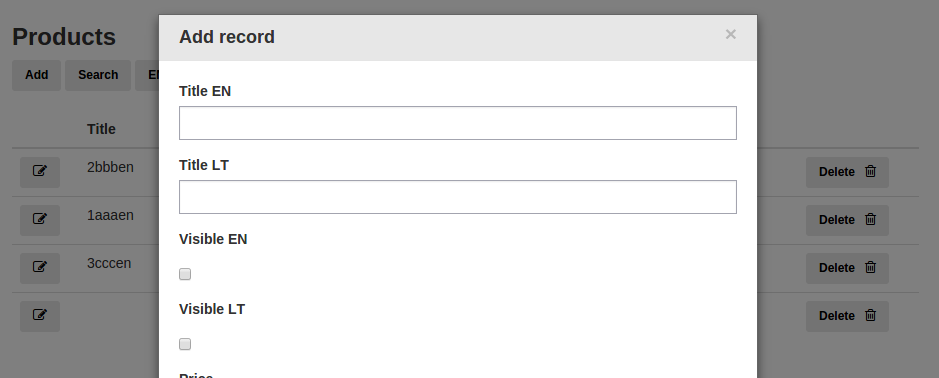 Products
Add Search
Title
2bbben Delete
1aaaen Delete
3cccen Delete
Delete
Add record ×
Title EN
Title LT
Visible EN
Visible LT
Price